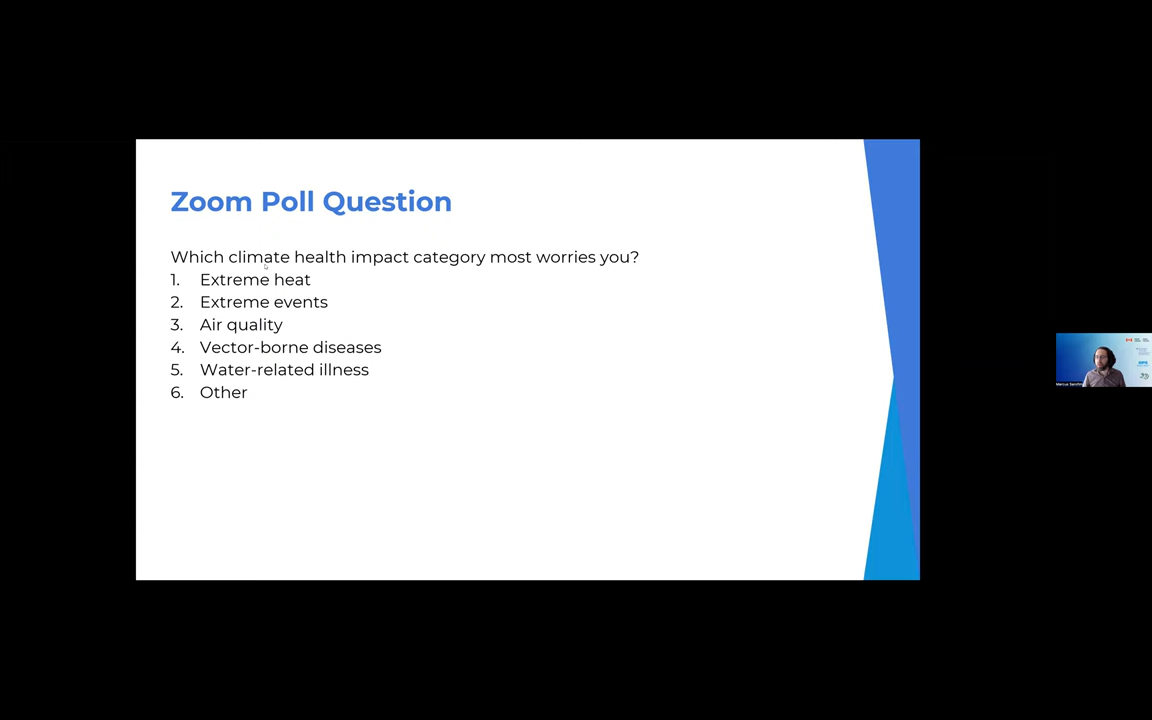 Zoom Poll Question
Which climate health impact category most worries you?
1. Extreme heat
2. Extreme events
3. Air quality
4. Vector-borne diseases
5. Water-related illness
6. Other